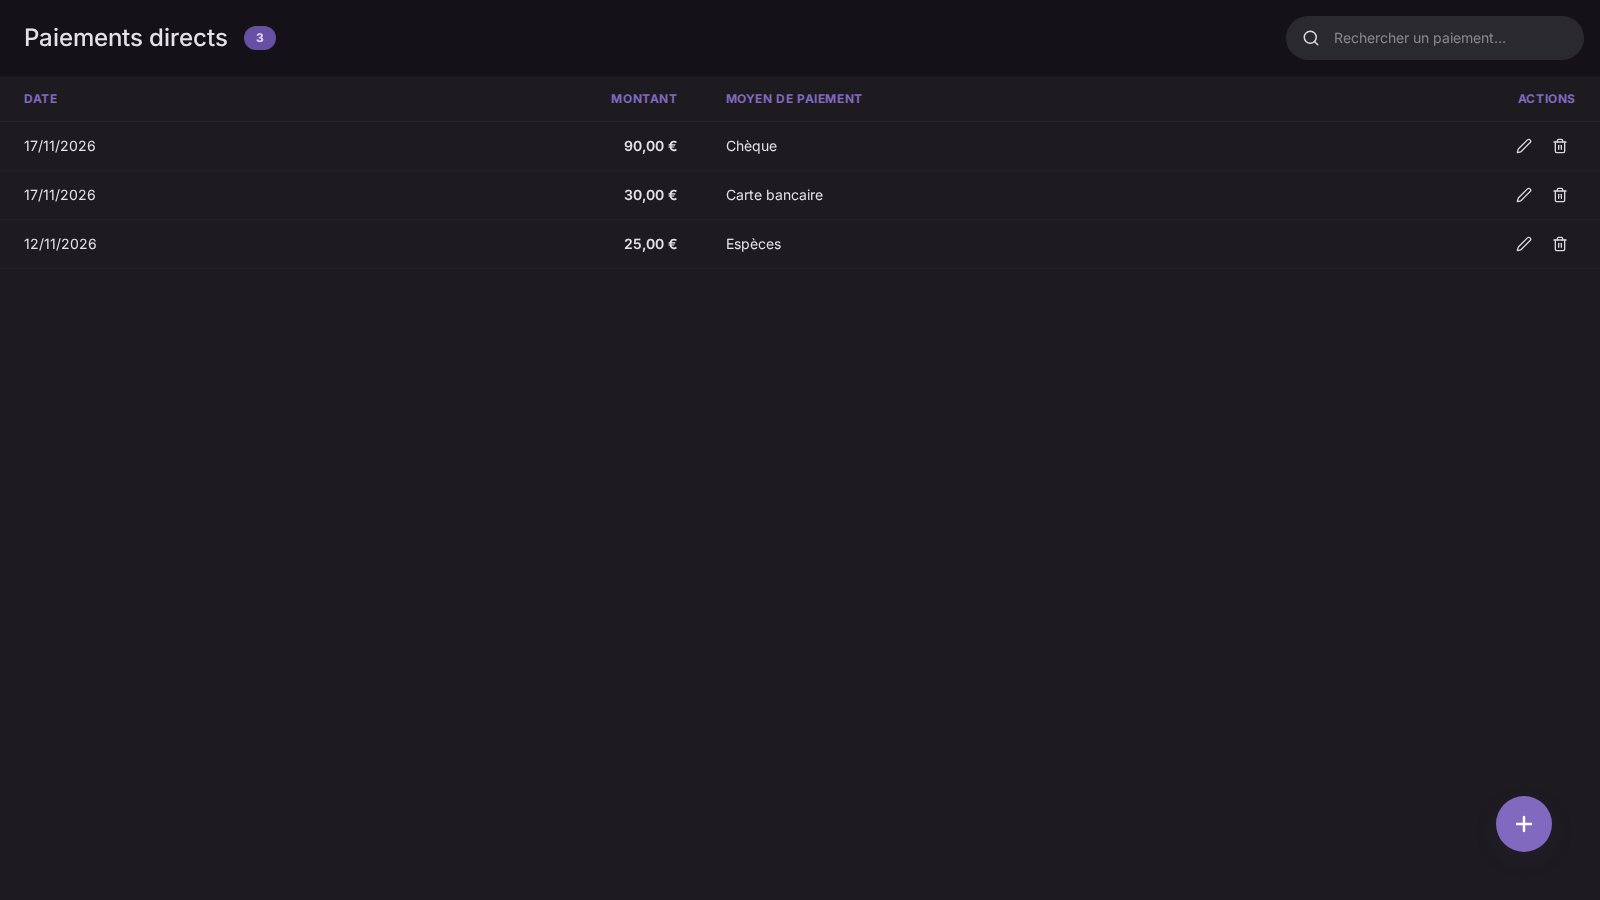 Paiements directs 3
Rechercher un paiement...
DATE MONTANT MOYEN DE PAIEMENT ACTIONS
17/11/2026 90,00 € Chèque
17/11/2026 30,00 € Carte bancaire
12/11/2026 25,00 € Espèces